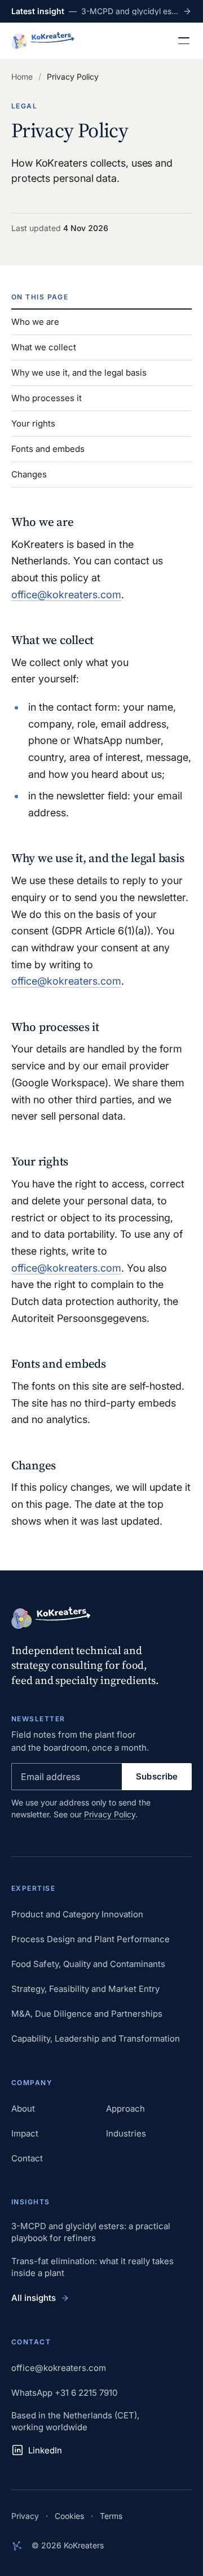 Latest insight — 3-MCPD and glycidyl es... →
KoKreaters.
Home / Privacy Policy
LEGAL
Privacy Policy
How KoKreaters collects, uses and
protects personal data.
Last updated 4 Nov 2026
ON THIS PAGE
Who we are
What we collect
Why we use it, and the legal basis
Who processes it
Your rights
Fonts and embeds
Changes
Who we are
KoKreaters is based in the
Netherlands. You can contact us
about this policy at
office@kokreaters.com.
What we collect
We collect only what you
enter yourself:
• in the contact form: your name,
company, role, email address,
phone or WhatsApp number,
country, area of interest, message,
and how you heard about us;
• in the newsletter field: your email
address.
Why we use it, and the legal basis
We use these details to reply to your
enquiry or to send you the newsletter.
We do this on the basis of your
consent (GDPR Article 6(1)(a)). You
can withdraw your consent at any
time by writing to
office@kokreaters.com.
Who processes it
Your details are handled by the form
service and by our email provider
(Google Workspace). We share them
with no other third parties, and we
never sell personal data.
Your rights
You have the right to access, correct
and delete your personal data, to
restrict or object to its processing,
and to data portability. To use any of
these rights, write to
office@kokreaters.com. You also
have the right to complain to the
Dutch data protection authority, the
Autoriteit Persoonsgegevens.
Fonts and embeds
The fonts on this site are self-hosted.
The site has no third-party embeds
and no analytics.
Changes
If this policy changes, we will update it
on this page. The date at the top
shows when it was last updated.
KoKreaters.
Independent technical and
strategy consulting for food,
feed and specialty ingredients.
NEWSLETTER
Field notes from the plant floor
and the boardroom, once a month.
Email address Subscribe
We use your address only to send the
newsletter. See our Privacy Policy.
EXPERTISE
Product and Category Innovation
Process Design and Plant Performance
Food Safety, Quality and Contaminants
Strategy, Feasibility and Market Entry
M&A, Due Diligence and Partnerships
Capability, Leadership and Transformation
COMPANY
About Approach
Impact Industries
Contact
INSIGHTS
3-MCPD and glycidyl esters: a practical
playbook for refiners
Trans-fat elimination: what it really takes
inside a plant
All insights →
CONTACT
office@kokreaters.com
WhatsApp +31 6 2215 7910
Based in the Netherlands (CET),
working worldwide
LinkedIn
Privacy · Cookies · Terms
© 2026 KoKreaters